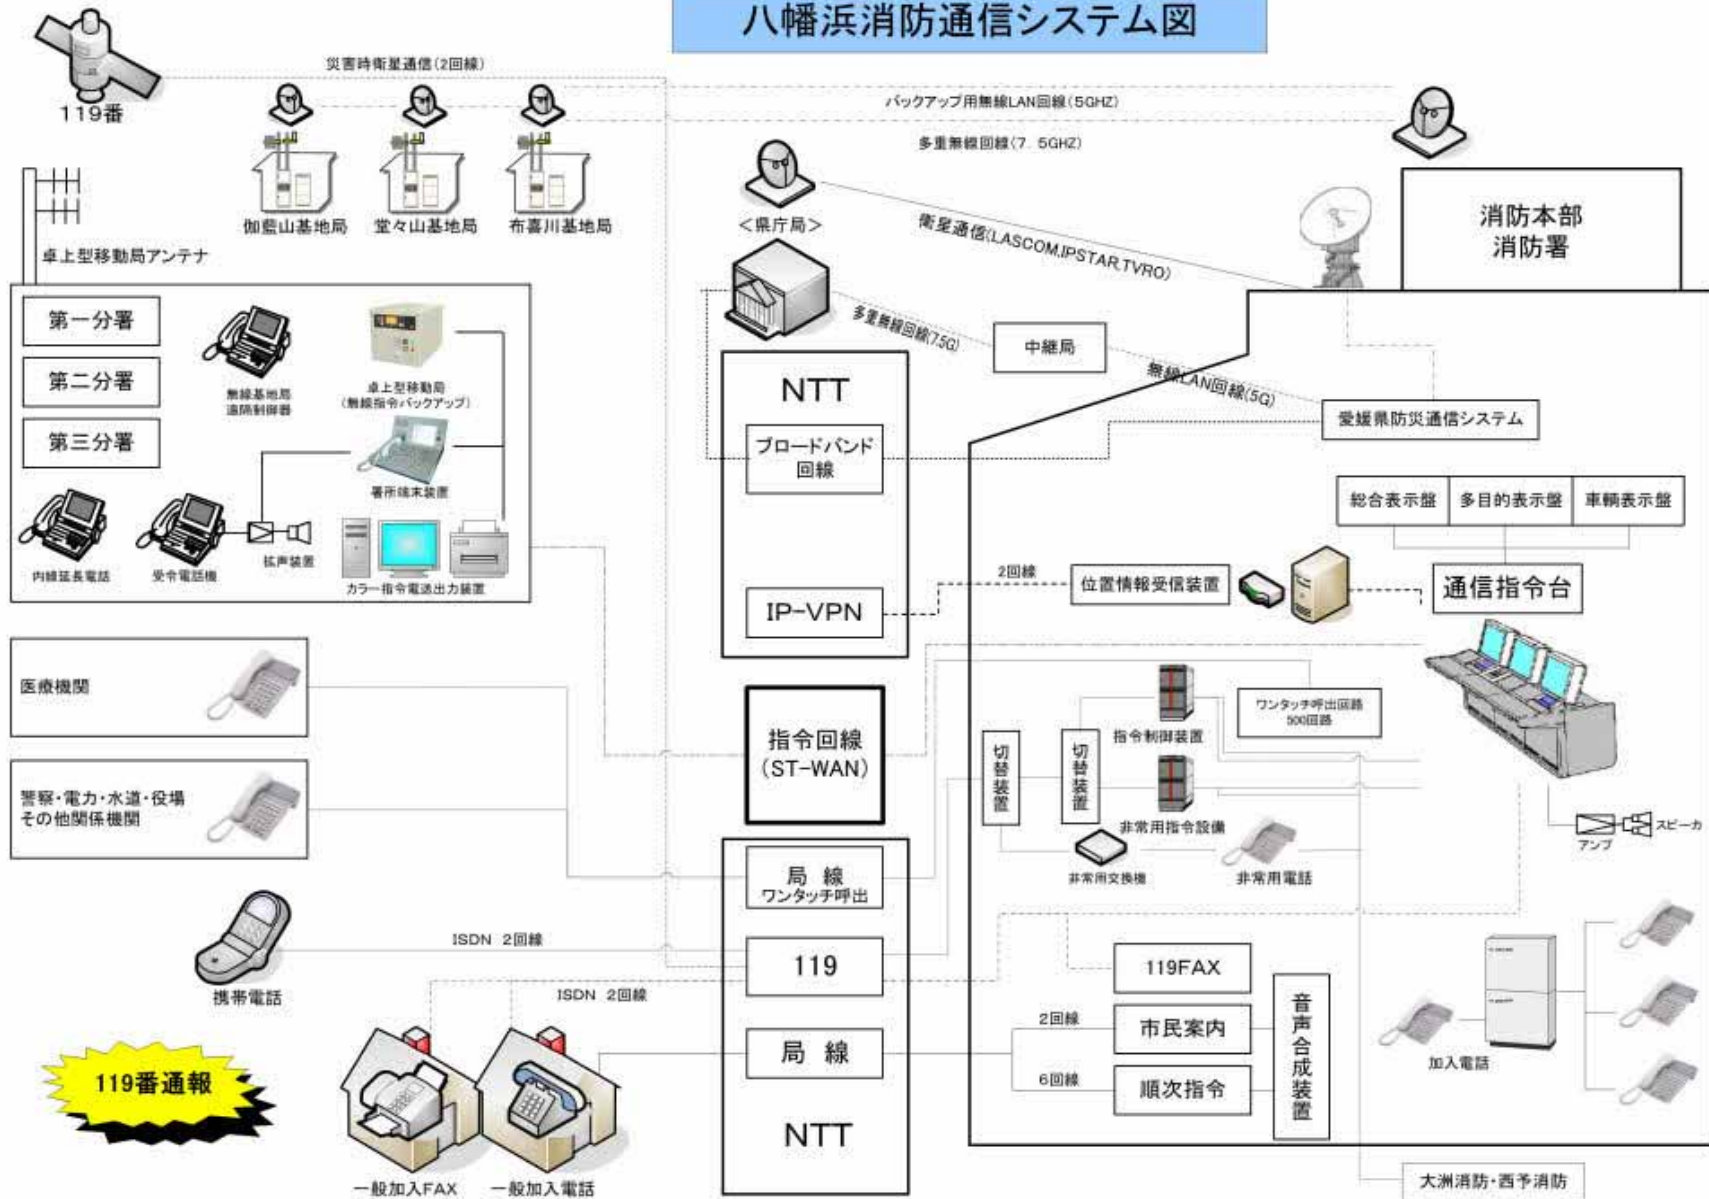 八幡浜消防通信システム図
災害時衛星通信(2回線)
119番
バックアップ用無線LAN回線(5GHZ)
多重無線回線(7. 5GHZ)
伽藍山基地局
堂々山基地局
布喜川基地局
<県庁局>
衛星通信(LASCOM,IPSTAR,TVRO)
消防本部
消防署
卓上型移動局アンテナ
第一分署
第二分署
第三分署
無線基地局
遠隔制御器
卓上型移動局
(無線指令バックアップ)
署所端末装置
内線延長電話
受令電話機
拡声装置
カラー指令電送出力装置
多重無線回線(7.5G)
中継局
無線LAN回線(5G)
愛媛県防災通信システム
NTT
ブロードバンド
回線
IP-VPN
2回線
位置情報受信装置
総合表示盤
多目的表示盤
車輌表示盤
通信指令台
医療機関
警察・電力・水道・役場
その他関係機関
指令回線
(ST-WAN)
ワンタッチ呼出回路
500回路
指令制御装置
切替装置
切替装置
非常用指令設備
非常用交換機
非常用電話
アンプ
スピーカ
局 線
ワンタッチ呼出
ISDN 2回線
119
携帯電話
ISDN 2回線
局 線
NTT
119FAX
2回線
市民案内
6回線
順次指令
音声合成装置
加入電話
119番通報
一般加入FAX
一般加入電話
大洲消防・西予消防